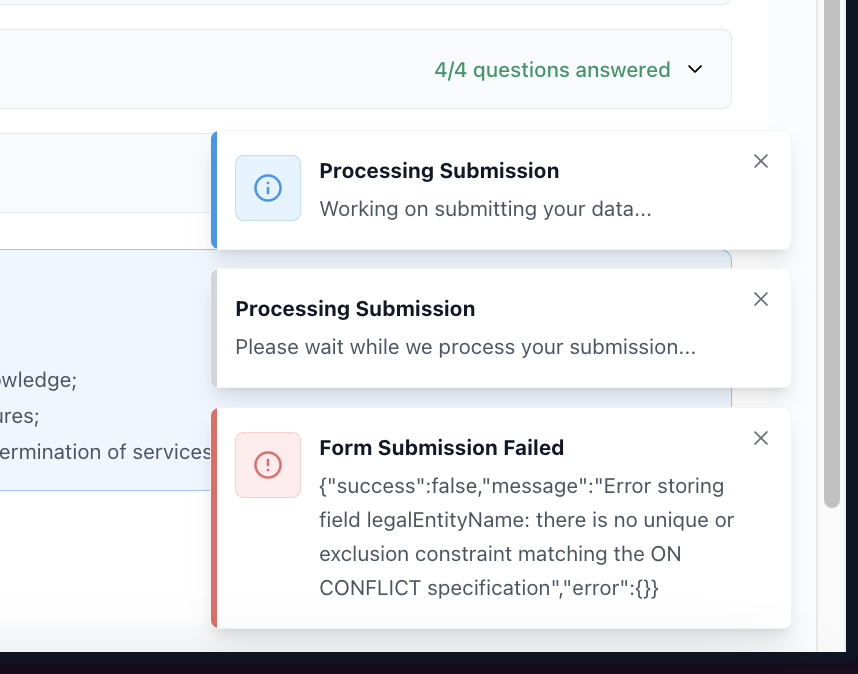 4/4 questions answered
Processing Submission
Working on submitting your data...
Processing Submission
Please wait while we process your submission...
ermination of services
Form Submission Failed
{"success":false,"message":"Error storing
field legalEntityName: there is no unique or
exclusion constraint matching the ON
CONFLICT specification","error":{}}